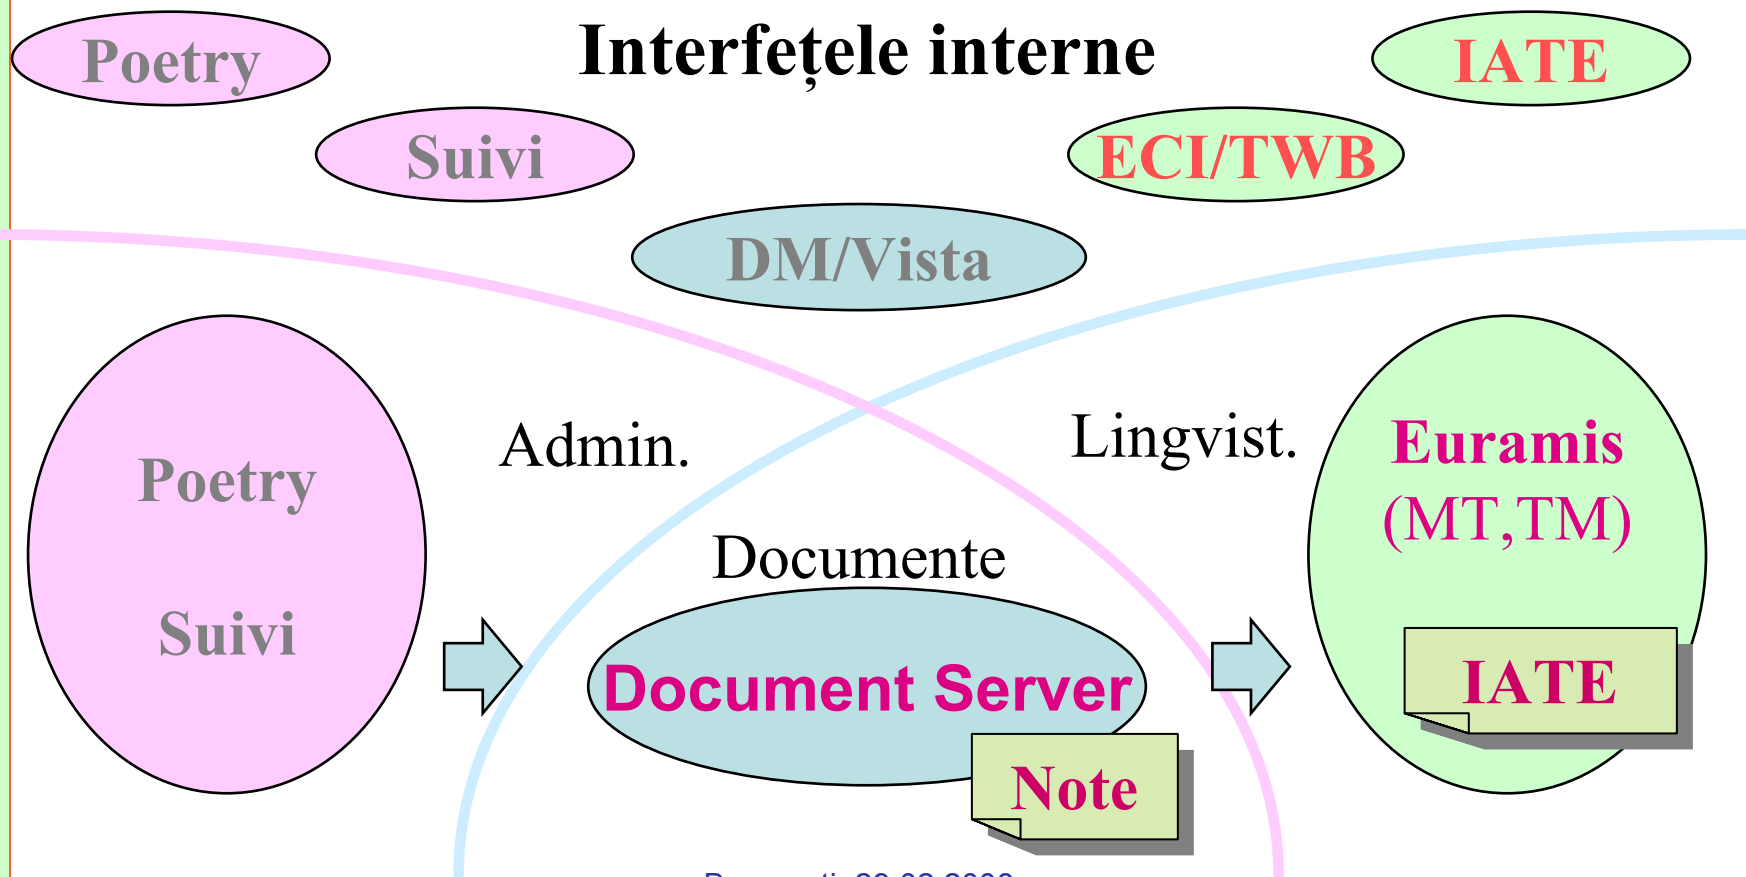 Interfețele interne
Poetry
IATE
Suivi
ECI/TWB
DM/Vista
Admin.
Lingvist.
Poetry
Suivi
Euramis
(MT,TM)
Documente
Document Server
IATE
Note